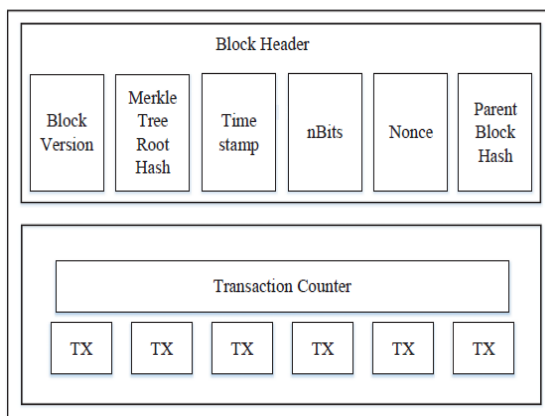 Block Header
Block
Version
Merkle
Tree
Root
Hash
Time
stamp
nBits
Nonce
Parent
Block
Hash
Transaction Counter
TX
TX
TX
TX
TX
TX